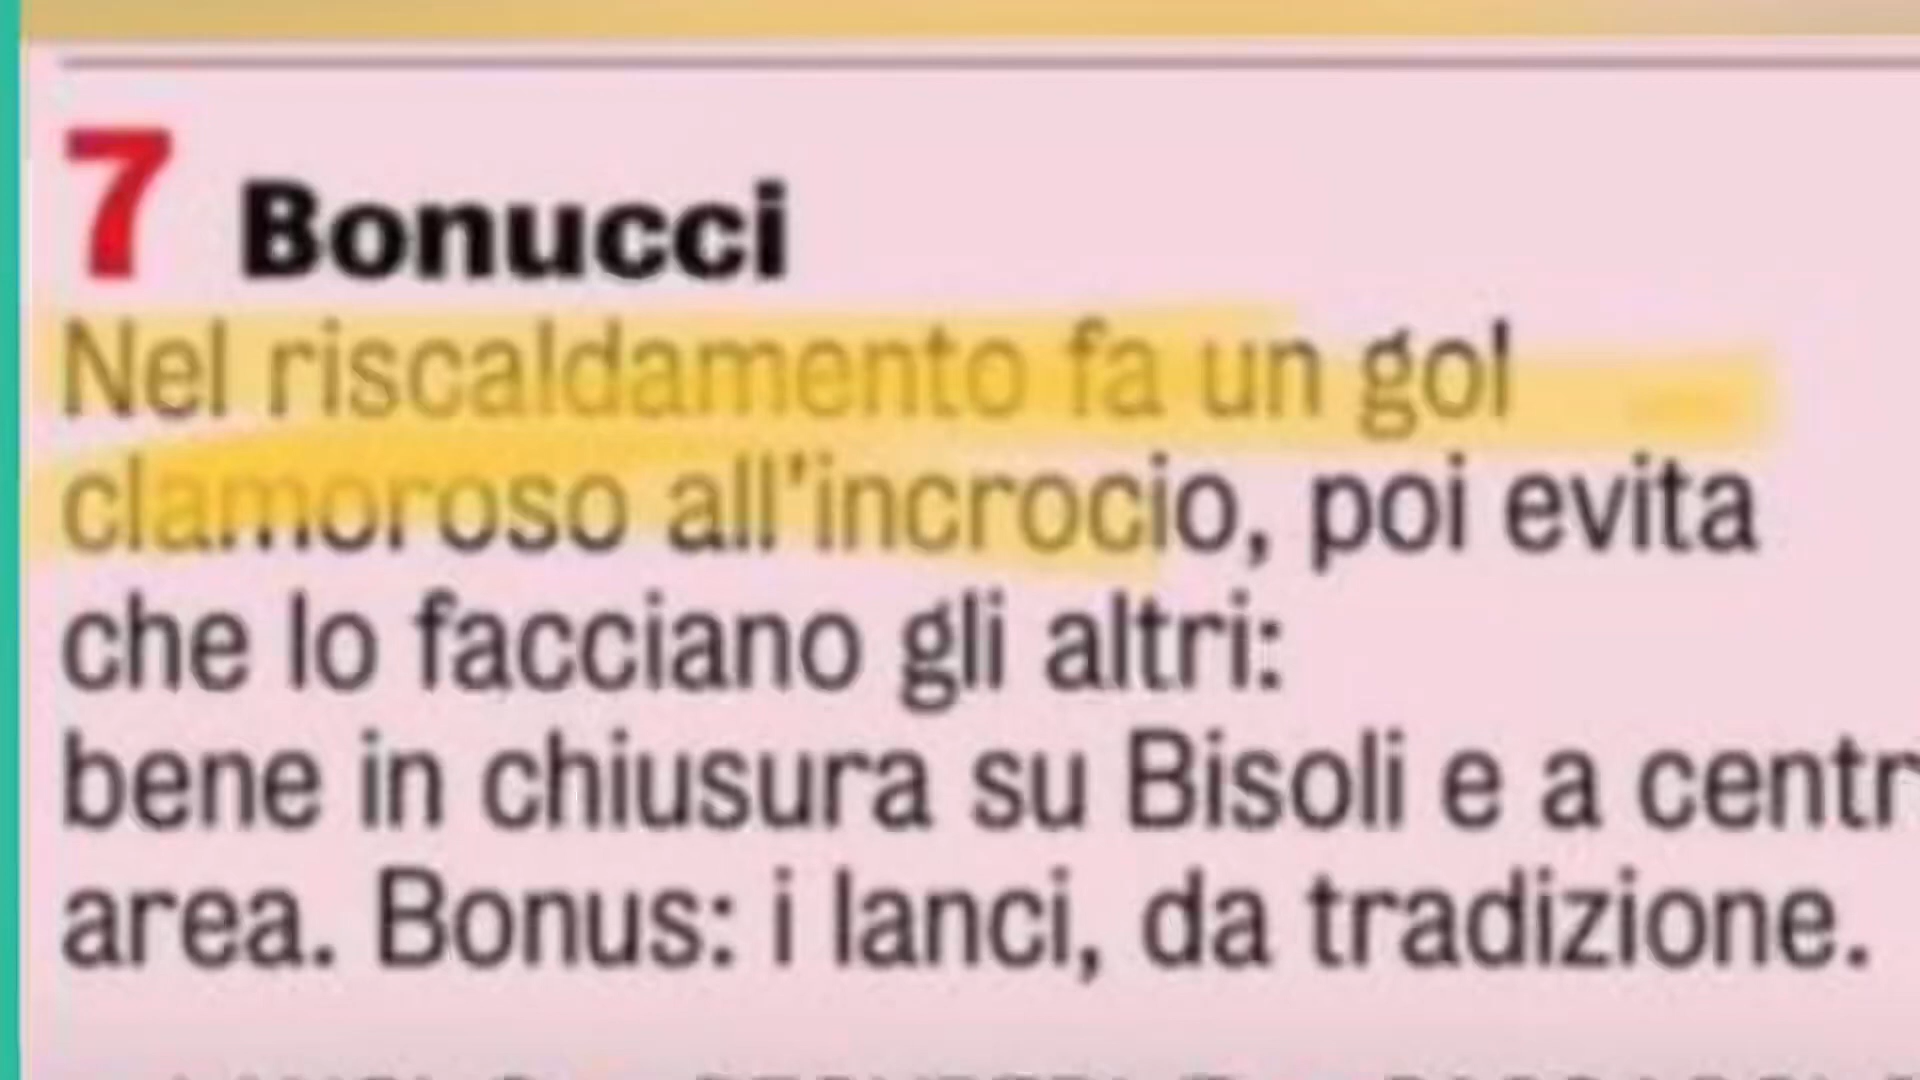 7 Bonucci
Nel riscaldamento fa un gol
clamoroso all'incrocio, poi evita
che lo facciano gli altri:
bene in chiusura su Bisoli e a centr
area. Bonus: i lanci, da tradizione.